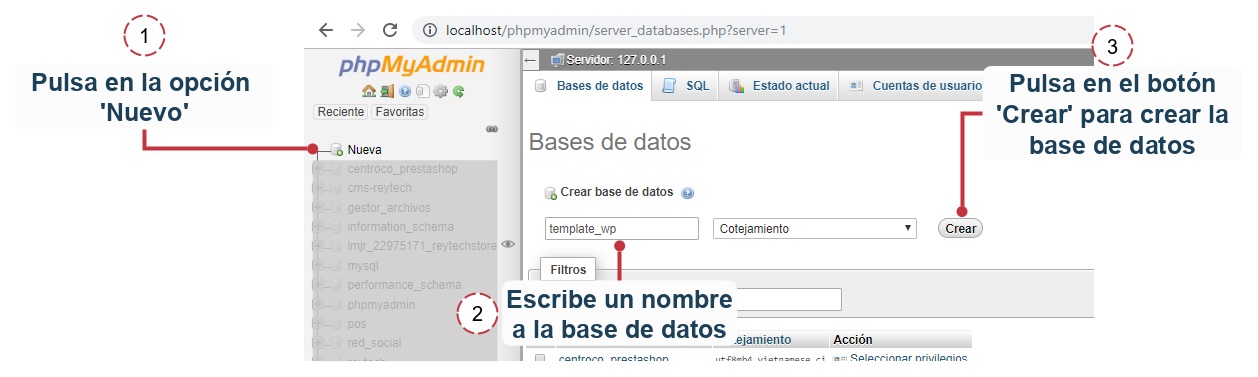 1
Pulsa en la opción
'Nuevo'
localhost/phpmyadmin/server_databases.php?server=1
phpMyAdmin
Reciente Favoritas
Nueva
centroco_prestashop
cms-reytech
gestor_archivos
information_schema
lmjr_22975171_reytechstore
mysql
performance_schema
phpmyadmin
pos
red_social
reytech
Servidor: 127.0.0.1
Bases de datos SQL Estado actual Cuentas de usuario
Bases de datos
Crear base de datos
template_wp Cotejamiento Crear
Filtros
2
Escribe un nombre
a la base de datos
ejamiento Acción
centroco_prestashop utf8mb4_vietnamese_ci Seleccionar privilegios
3
Pulsa en el botón
'Crear' para crear la
base de datos